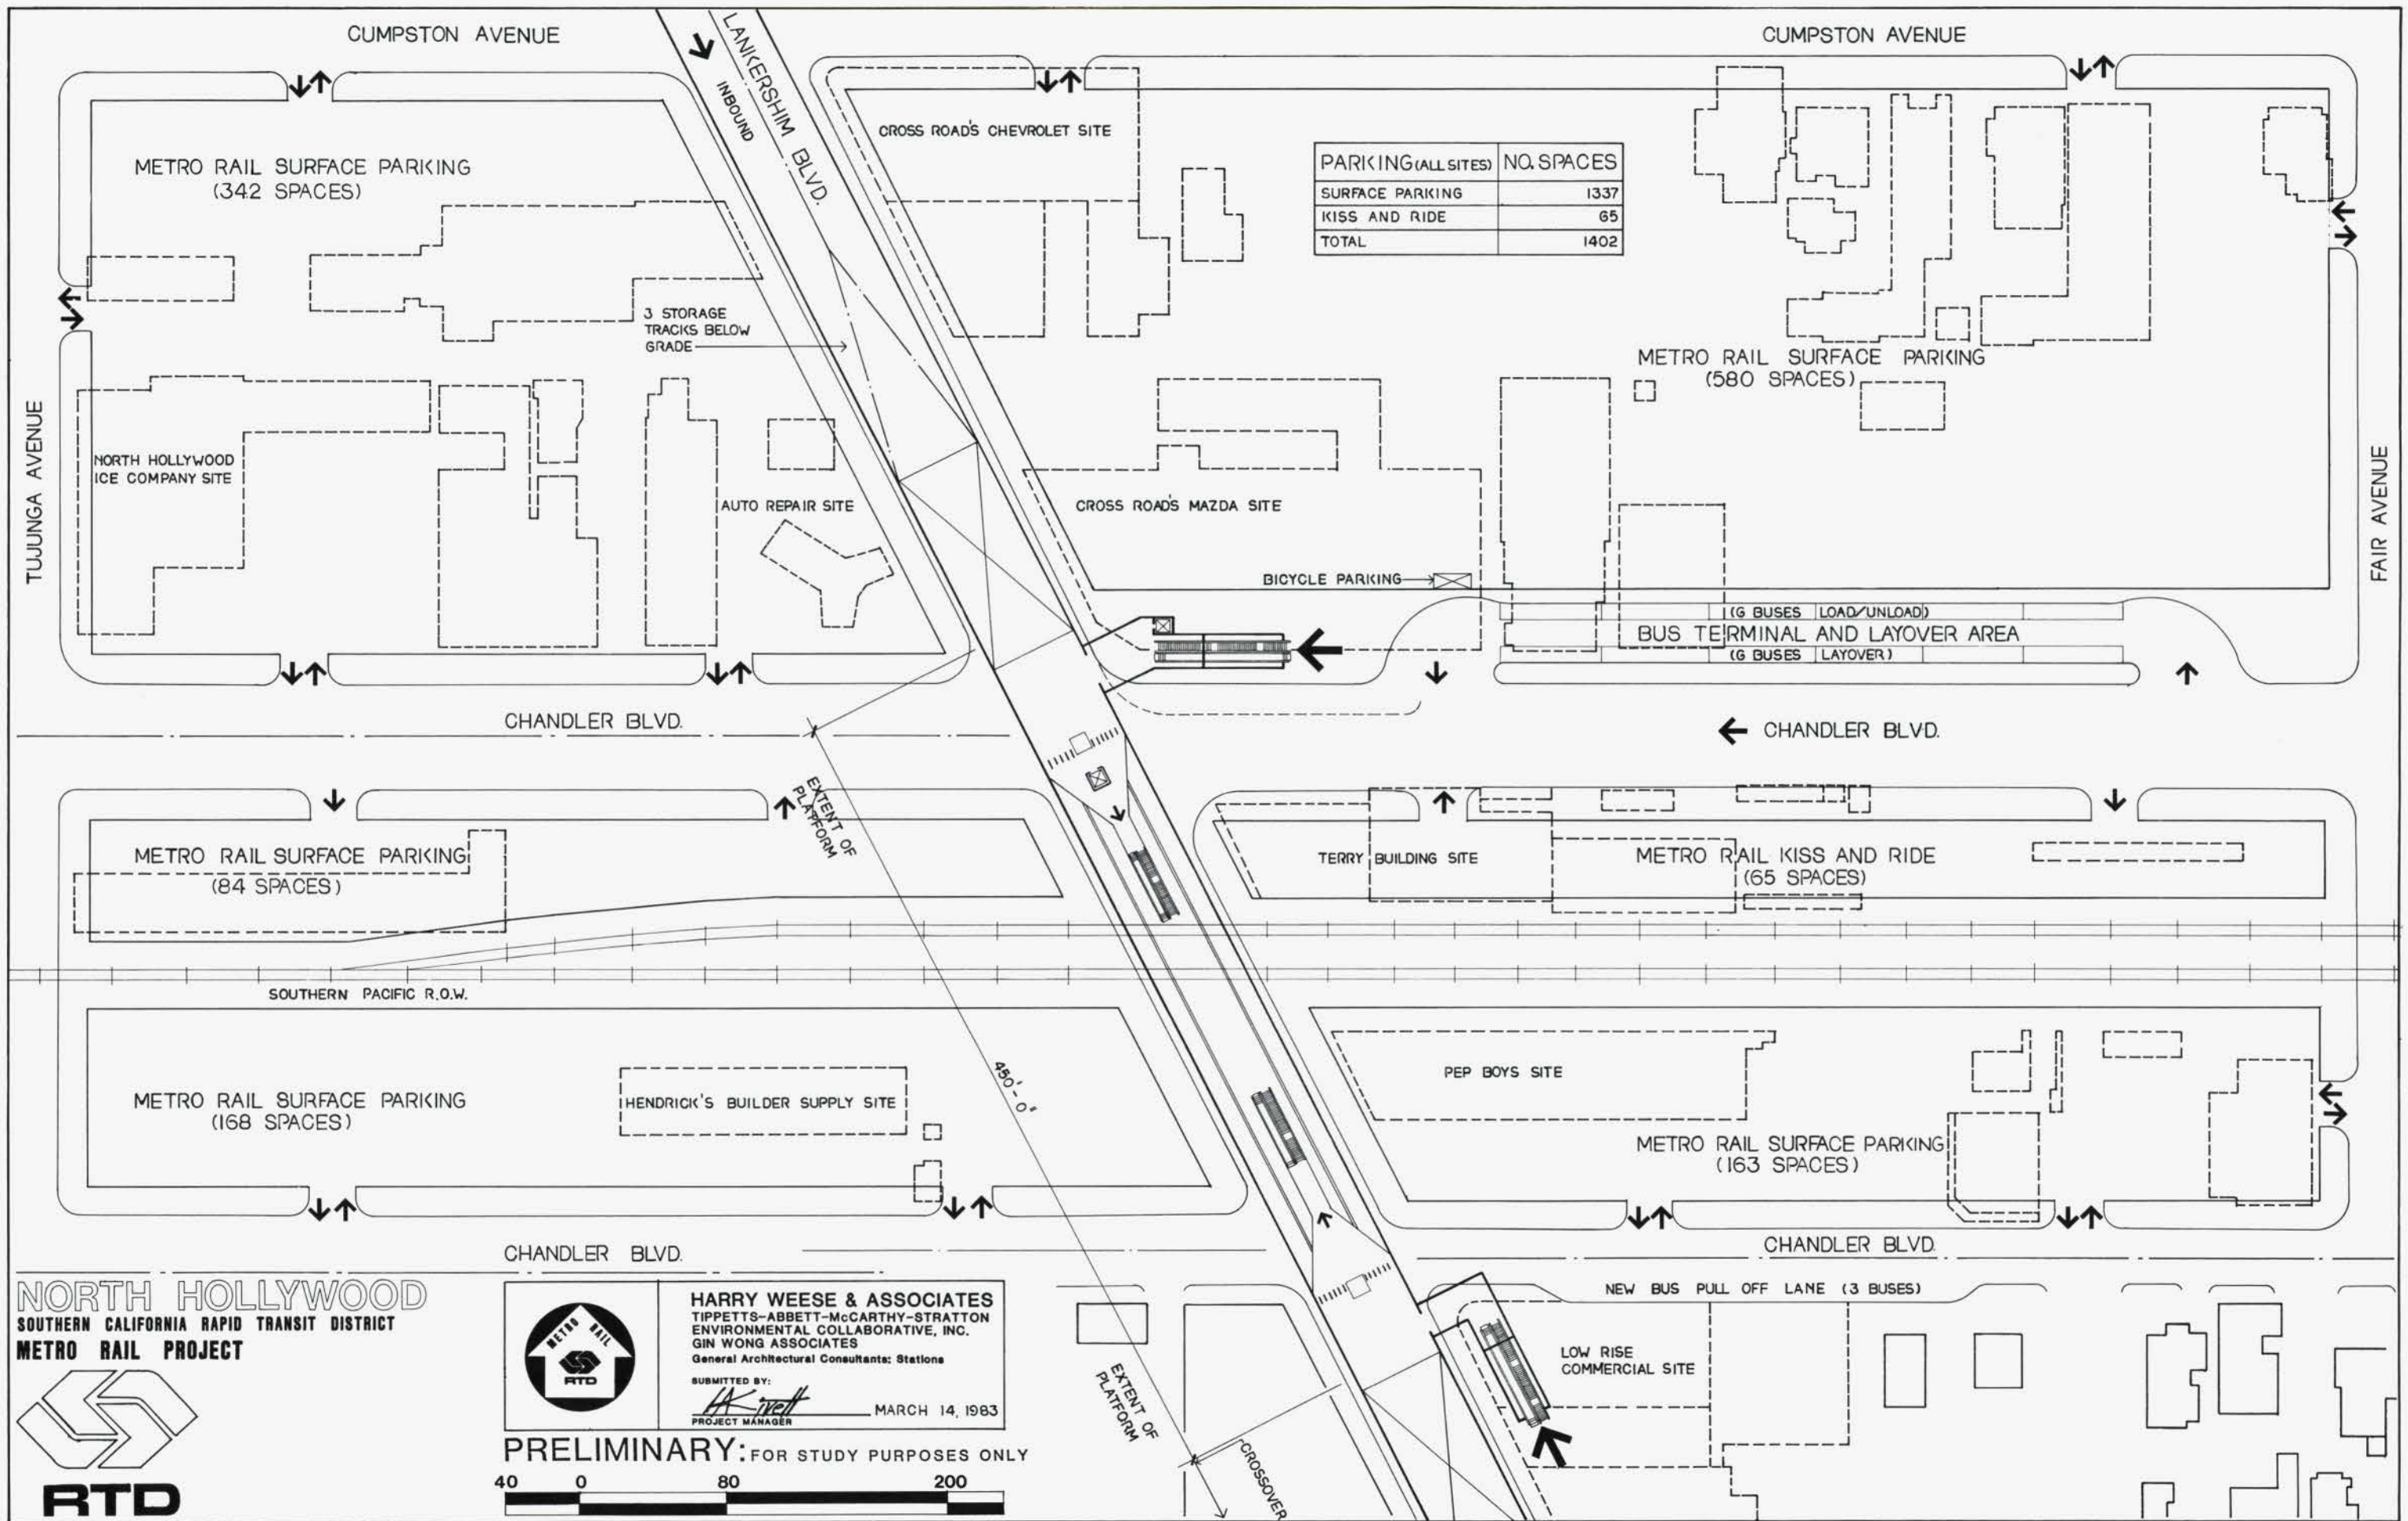 CUMPSTON AVENUE
CUMPSTON AVENUE
LANKERSHIM BLVD.
INBOUND
CROSS ROAD'S CHEVROLET SITE
PARKING (ALL SITES) NO. SPACES
SURFACE PARKING 1337
KISS AND RIDE 65
TOTAL 1402
METRO RAIL SURFACE PARKING
(342 SPACES)
3 STORAGE
TRACKS BELOW
GRADE
METRO RAIL SURFACE PARKING
(580 SPACES)
TUJUNGA AVENUE
NORTH HOLLYWOOD
ICE COMPANY SITE
AUTO REPAIR SITE
CROSS ROAD'S MAZDA SITE
FAIR AVENUE
BICYCLE PARKING
(G BUSES LOAD/UNLOAD)
BUS TERMINAL AND LAYOVER AREA
(G BUSES LAYOVER)
CHANDLER BLVD.
CHANDLER BLVD.
EXTENT OF
PLATFORM
METRO RAIL SURFACE PARKING
(84 SPACES)
TERRY BUILDING SITE
METRO RAIL KISS AND RIDE
(65 SPACES)
SOUTHERN PACIFIC R.O.W.
450'-0"
METRO RAIL SURFACE PARKING
(168 SPACES)
HENDRICK'S BUILDER SUPPLY SITE
PEP BOYS SITE
METRO RAIL SURFACE PARKING
(163 SPACES)
CHANDLER BLVD.
CHANDLER BLVD.
NEW BUS PULL OFF LANE (3 BUSES)
LOW RISE
COMMERCIAL SITE
EXTENT OF
PLATFORM
CROSSOVER
NORTH HOLLYWOOD
SOUTHERN CALIFORNIA RAPID TRANSIT DISTRICT
METRO RAIL PROJECT
RTD
METRO RAIL
RTD
HARRY WEESE & ASSOCIATES
TIPPETTS-ABBETT-McCARTHY-STRATTON
ENVIRONMENTAL COLLABORATIVE, INC.
GIN WONG ASSOCIATES
General Architectural Consultants: Stations
SUBMITTED BY:
PROJECT MANAGER
MARCH 14, 1983
PRELIMINARY: FOR STUDY PURPOSES ONLY
40 0 80 200